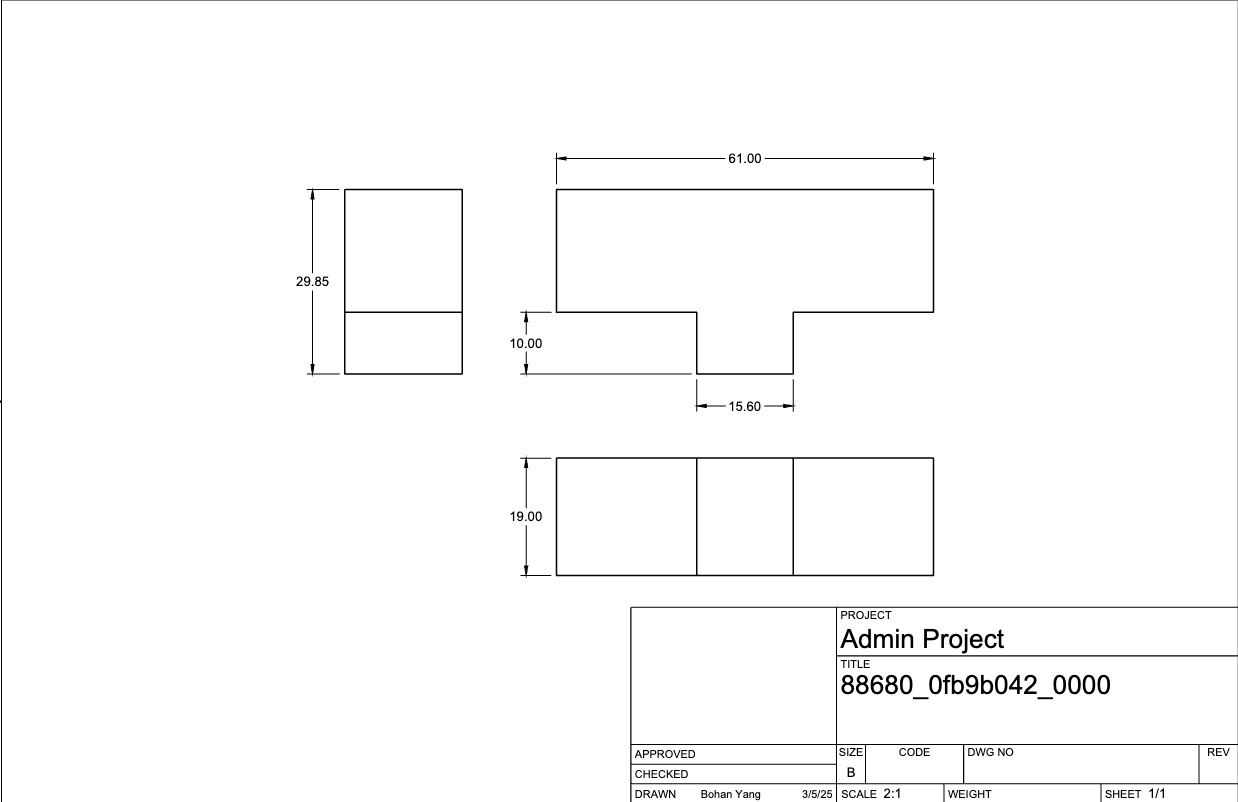 61.00
29.85
10.00
15.60
19.00
PROJECT
Admin Project
TITLE
88680_0fb9b042_0000
APPROVED
CHECKED
DRAWN Bohan Yang 3/5/25
SIZE CODE DWG NO REV
B
SCALE 2:1 WEIGHT SHEET 1/1